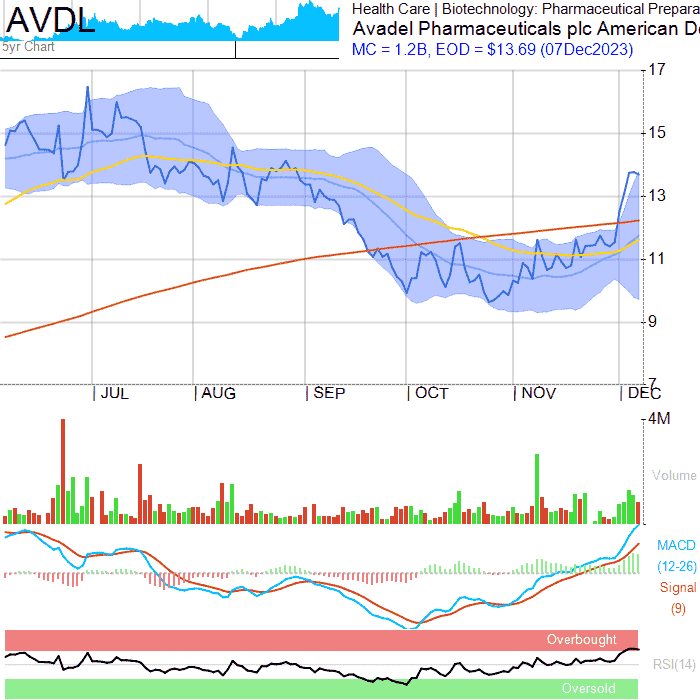 AVDL
5yr Chart
Health Care | Biotechnology: Pharmaceutical Prepara
Avadel Pharmaceuticals plc American De
MC = 1.2B, EOD = $13.69 (07Dec2023)
17
15
13
11
9
7
JUL AUG SEP OCT NOV DEC
4M
Volume
MACD
(12-26)
Signal
(9)
Overbought
RSI(14)
Oversold